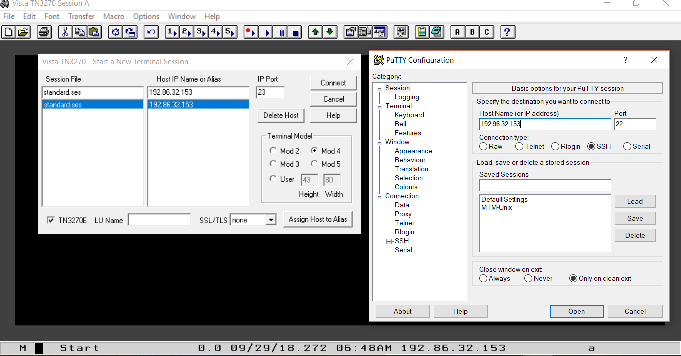 Vista TN3270 Session A
File Edit Font Transfer Macro Options Window Help
1 2 3 4 5 A B C ?
Vista TN3270 - Start a New Terminal Session
Session File Host IP Name or Alias IP Port
standard.ses 192.86.32.153 23
standard.ses 192.86.32.153
Connect
Cancel
Delete Host Help
Terminal Model
Mod 2 Mod 4
Mod 3 Mod 5
User 43 80
Height Width
TN3270E LU Name SSL/TLS none Assign Host to Alias
PuTTY Configuration ?
Category:
Session
Logging
Terminal
Keyboard
Bell
Features
Window
Appearance
Behaviour
Translation
Selection
Colours
Connection
Data
Proxy
Telnet
Rlogin
SSH
Serial
Basic options for your PuTTY session
Specify the destination you want to connect to
Host Name (or IP address) Port
192.86.32.153 22
Connection type:
Raw Telnet Rlogin SSH Serial
Load, save or delete a stored session
Saved Sessions
Default Settings
MTM-Unix
Load
Save
Delete
Close window on exit:
Always Never Only on clean exit
About Help Open Cancel
M Start 0.0 09/29/18.272 06:48AM 192.86.32.153 a